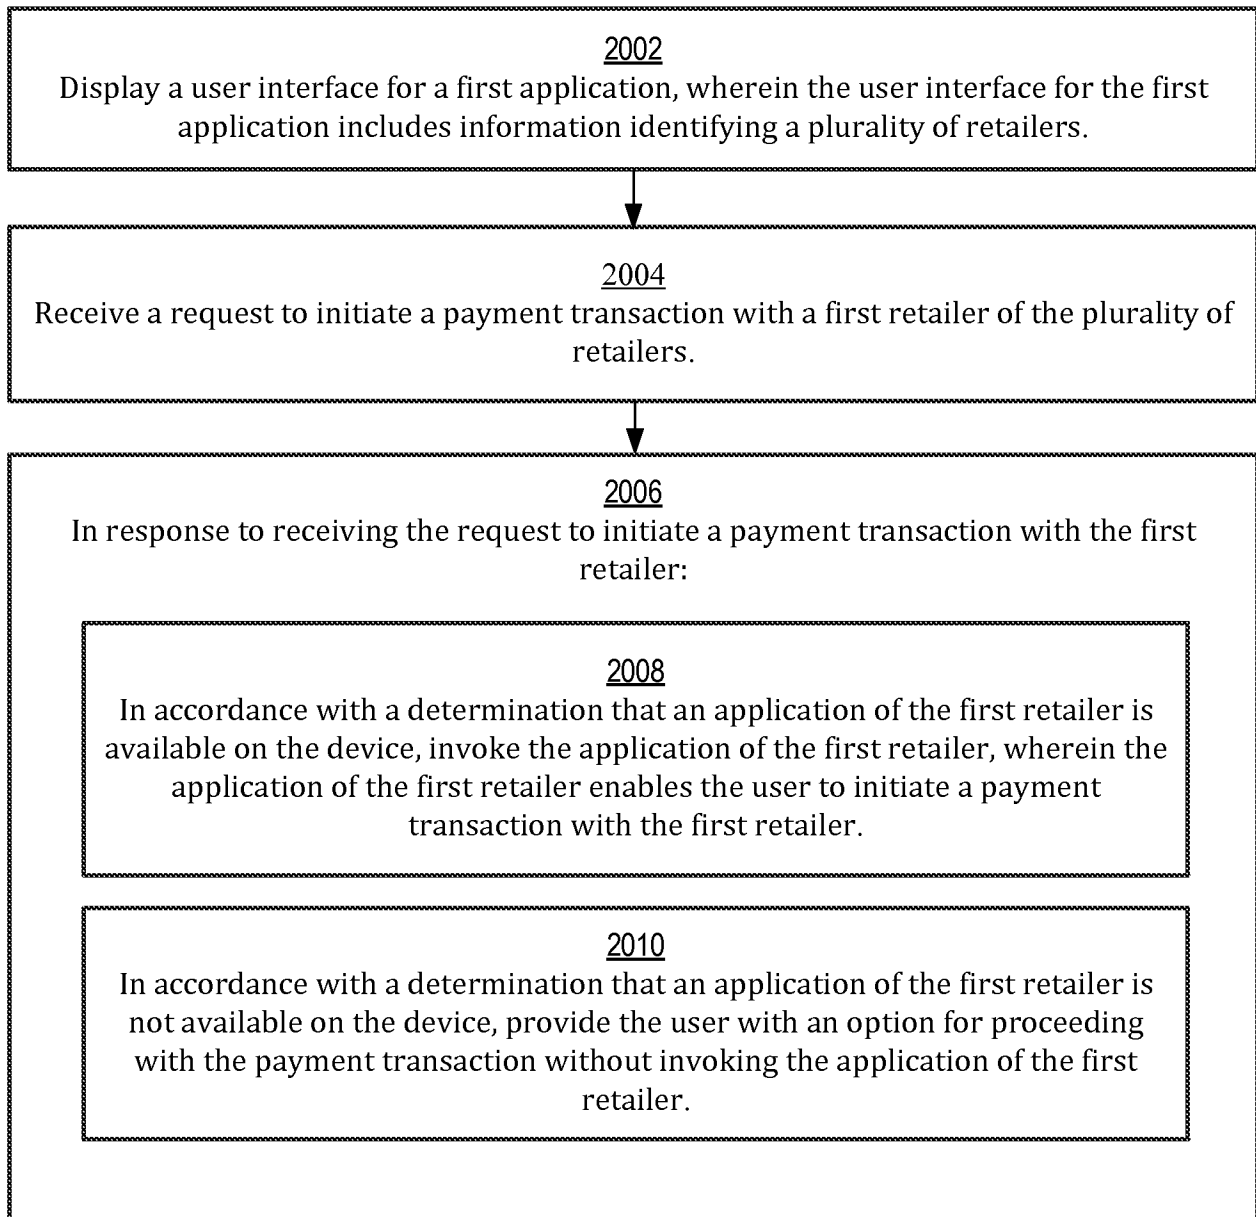 2002
Display a user interface for a first application, wherein the user interface for the first
application includes information identifying a plurality of retailers.
2004
Receive a request to initiate a payment transaction with a first retailer of the plurality of
retailers.
2006
In response to receiving the request to initiate a payment transaction with the first
retailer:
2008
In accordance with a determination that an application of the first retailer is
available on the device, invoke the application of the first retailer, wherein the
application of the first retailer enables the user to initiate a payment
transaction with the first retailer.
2010
In accordance with a determination that an application of the first retailer is
not available on the device, provide the user with an option for proceeding
with the payment transaction without invoking the application of the first
retailer.